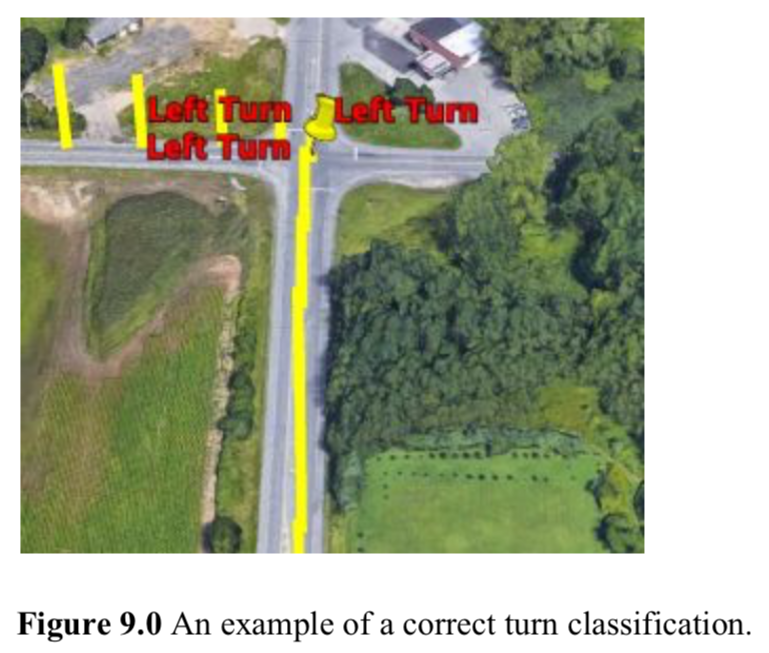 Left Turn Left Turn
Left Turn
Figure 9.0 An example of a correct turn classification.